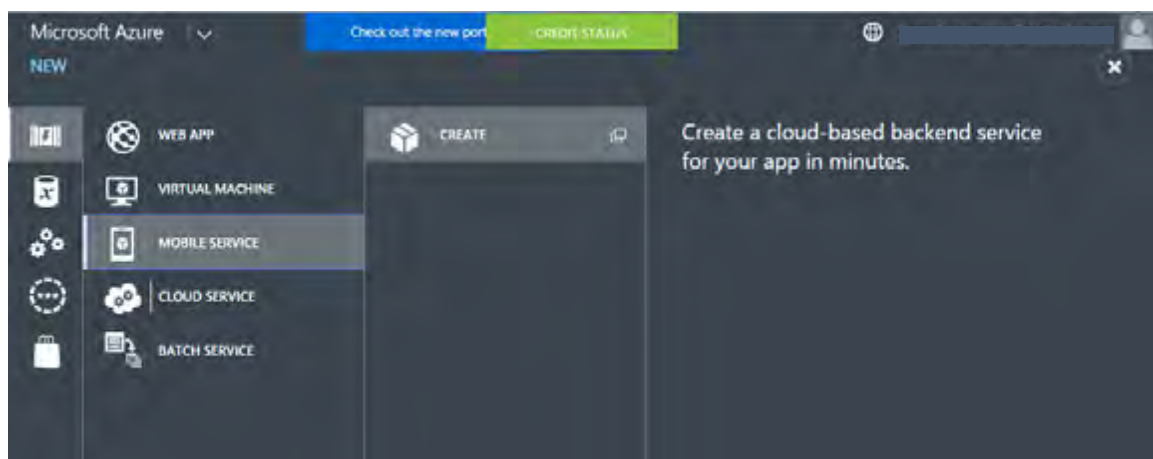 Microsoft Azure
Check out the new port
CREDIT STATUS
NEW
WEB APP
VIRTUAL MACHINE
MOBILE SERVICE
CLOUD SERVICE
BATCH SERVICE
CREATE
Create a cloud-based backend service
for your app in minutes.